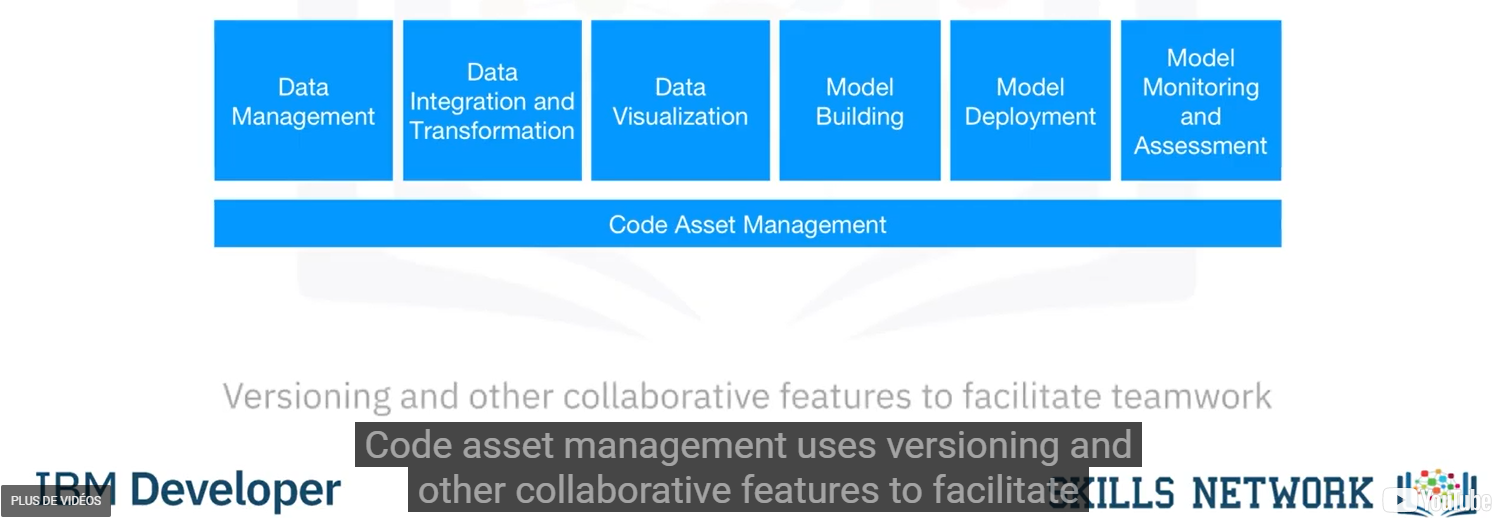 Data
Management
Data
Integration and
Transformation
Data
Visualization
Model
Building
Model
Deployment
Model
Monitoring
and
Assessment
Code Asset Management
Versioning and other collaborative features to facilitate teamwork
Code asset management uses versioning and
other collaborative features to facilitate
IBM Developer
PLUS DE VIDÉOS
SKILLS NETWORK
YouTube